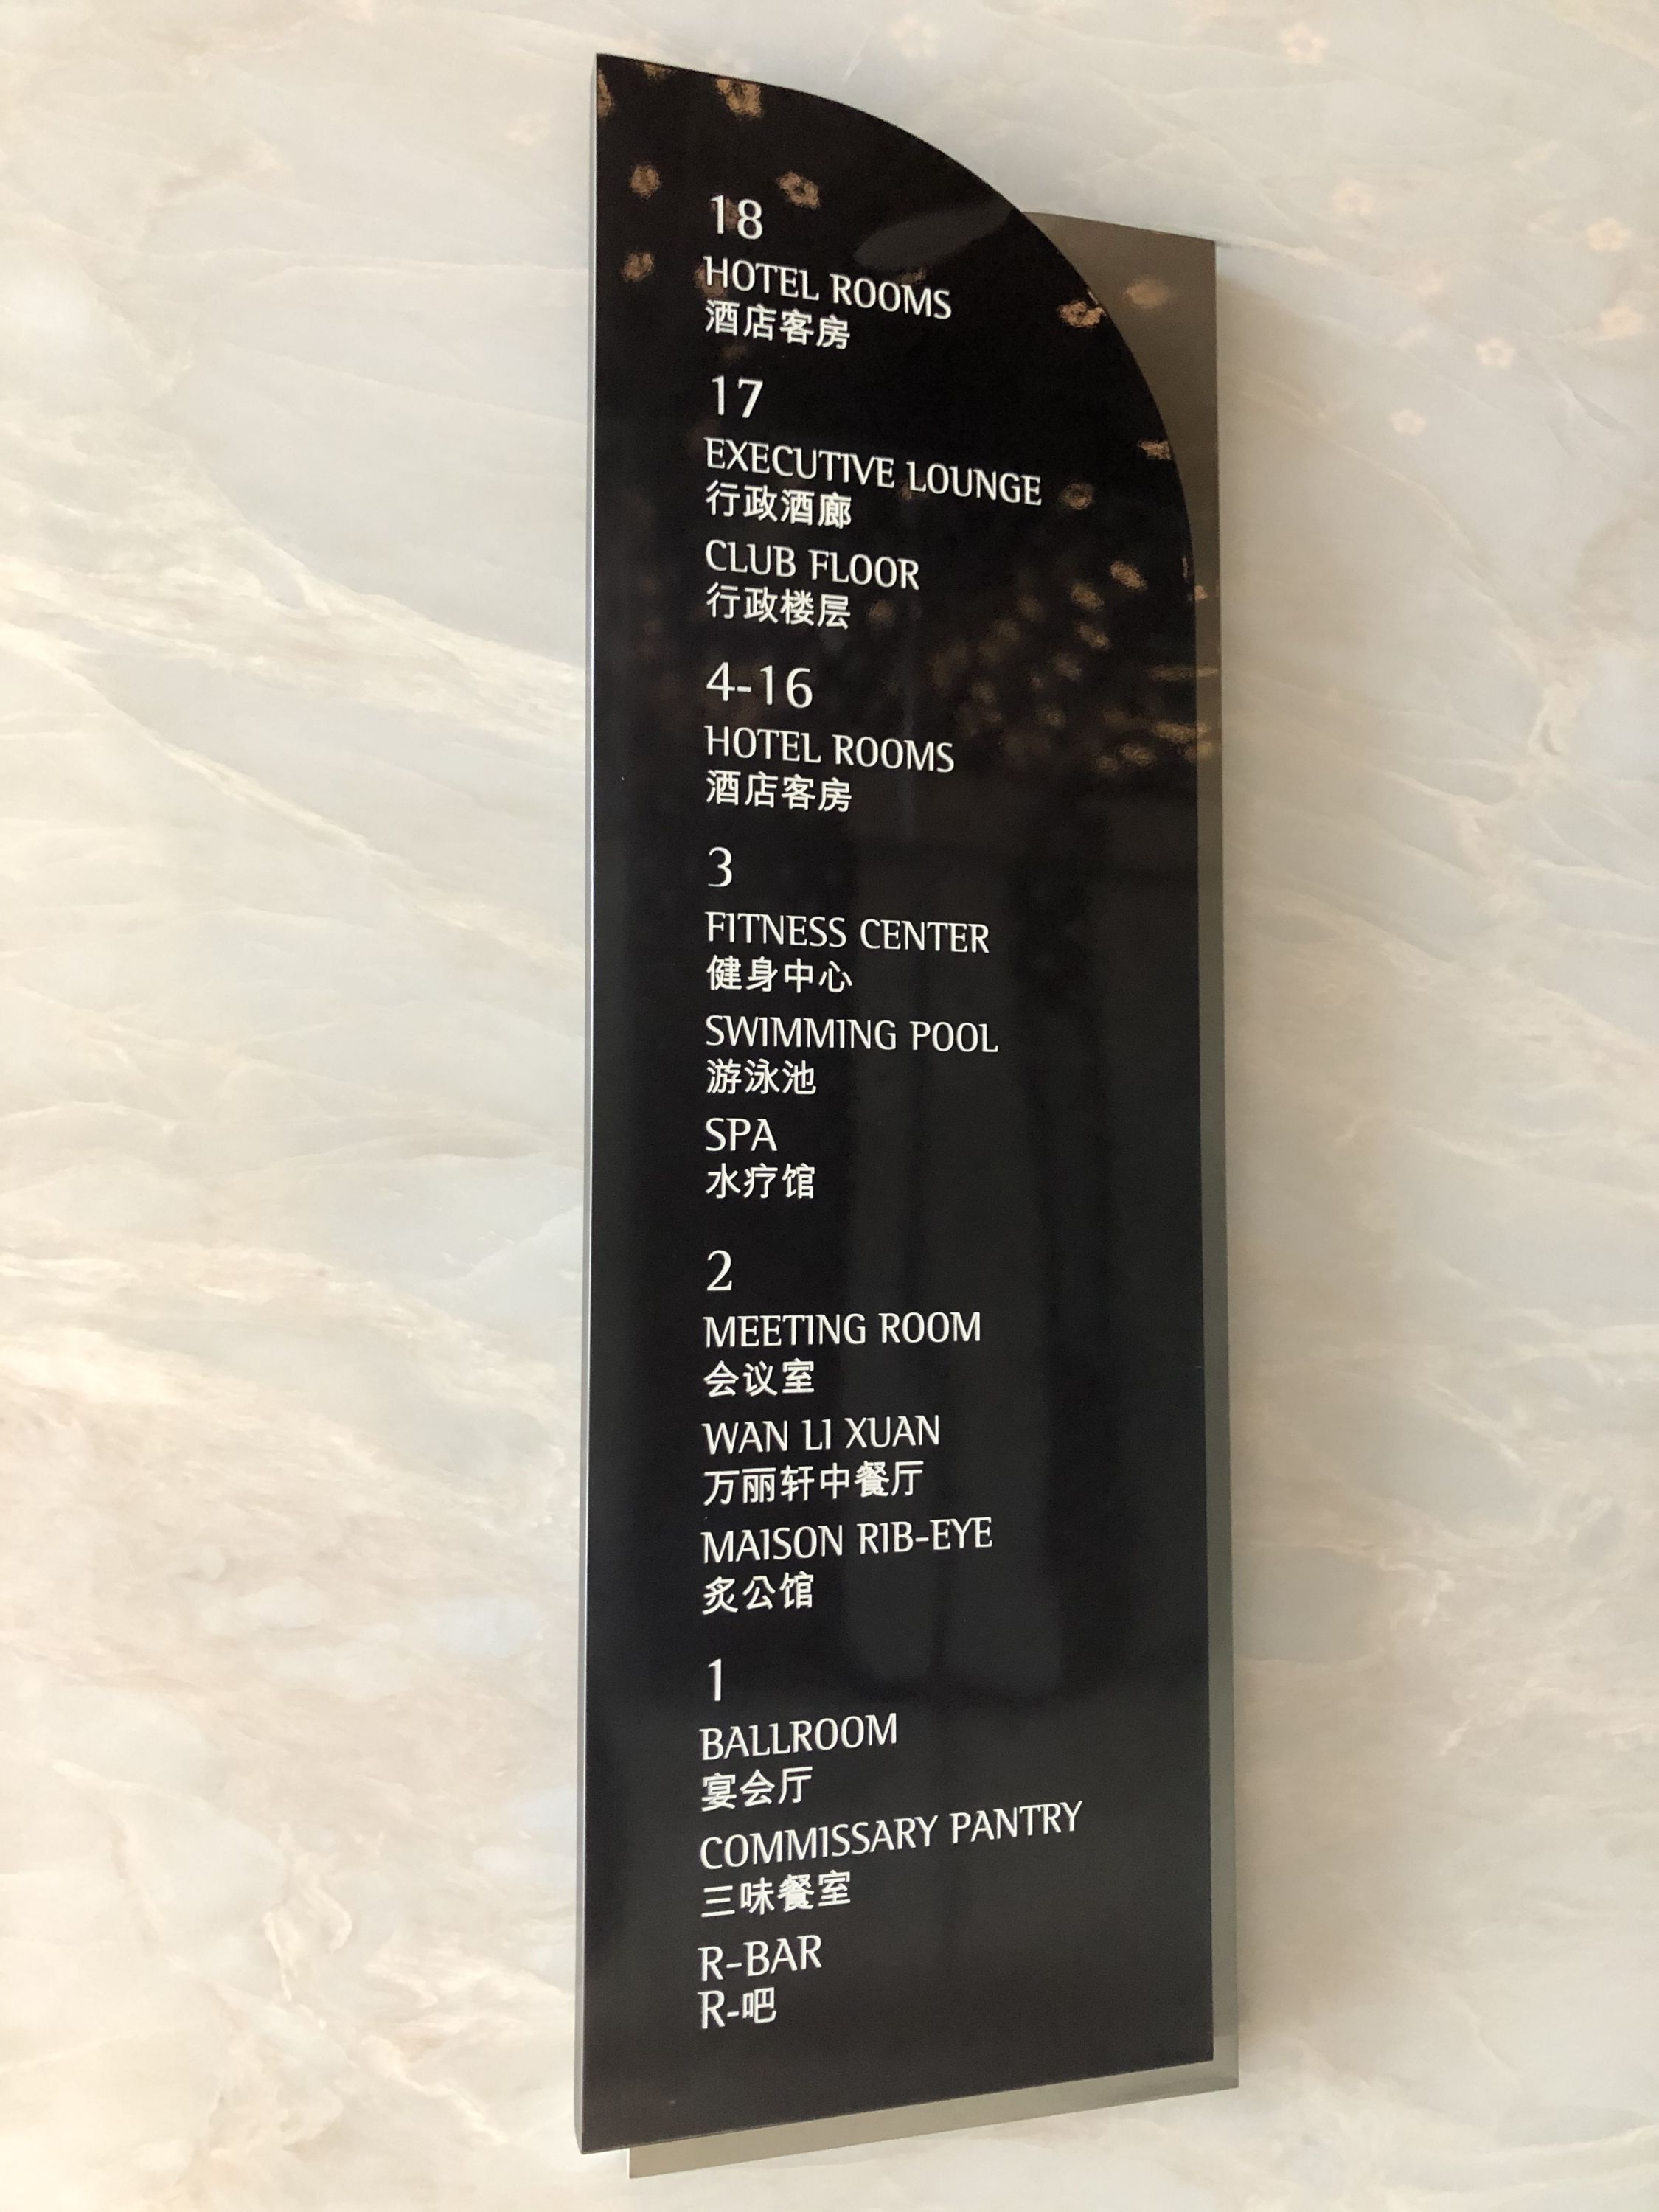 18
HOTEL ROOMS
酒店客房
17
EXECUTIVE LOUNGE
行政酒廊
CLUB FLOOR
行政楼层
4-16
HOTEL ROOMS
酒店客房
3
FITNESS CENTER
健身中心
SWIMMING POOL
游泳池
SPA
水疗馆
2
MEETING ROOM
会议室
WAN LI XUAN
万丽轩中餐厅
MAISON RIB-EYE
炙公馆
1
BALLROOM
宴会厅
COMMISSARY PANTRY
三味餐室
R-BAR
R-吧